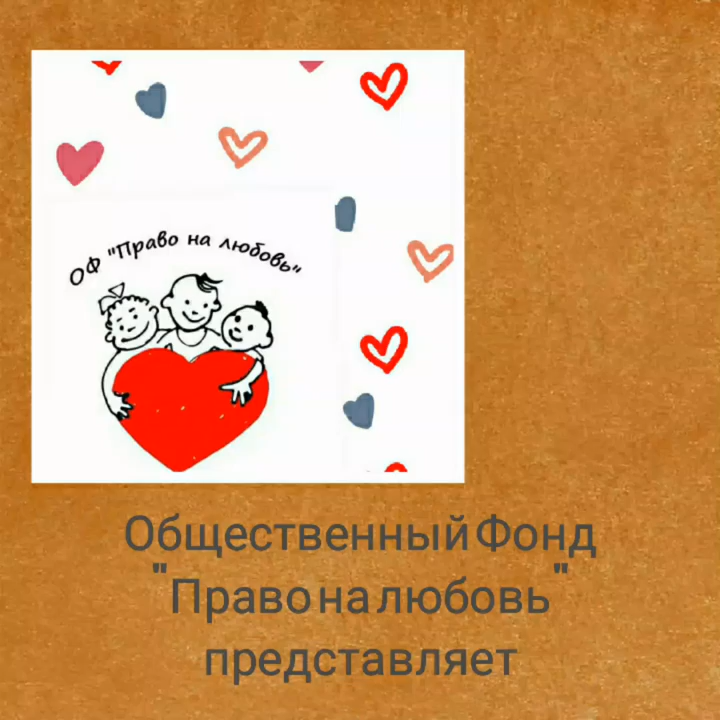 ОФ "Право на любовь"
Общественный Фонд
"Право на любовь"
представляет